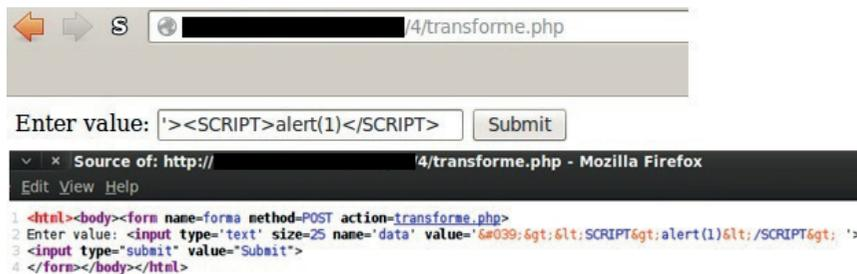 S /4/transforme.php
Enter value: '><SCRIPT>alert(1)</SCRIPT> Submit
Source of: http:// /4/transforme.php - Mozilla Firefox
Edit View Help
1 <html><body><form name=forma method=POST action=transforme.php>
2 Enter value: <input type='text' size=25 name='data' value='&#039;&gt;&lt;SCRIPT&gt;alert(1)&lt;/SCRIPT&gt; '>
3 <input type="submit" value="Submit">
4 </form></body></html>